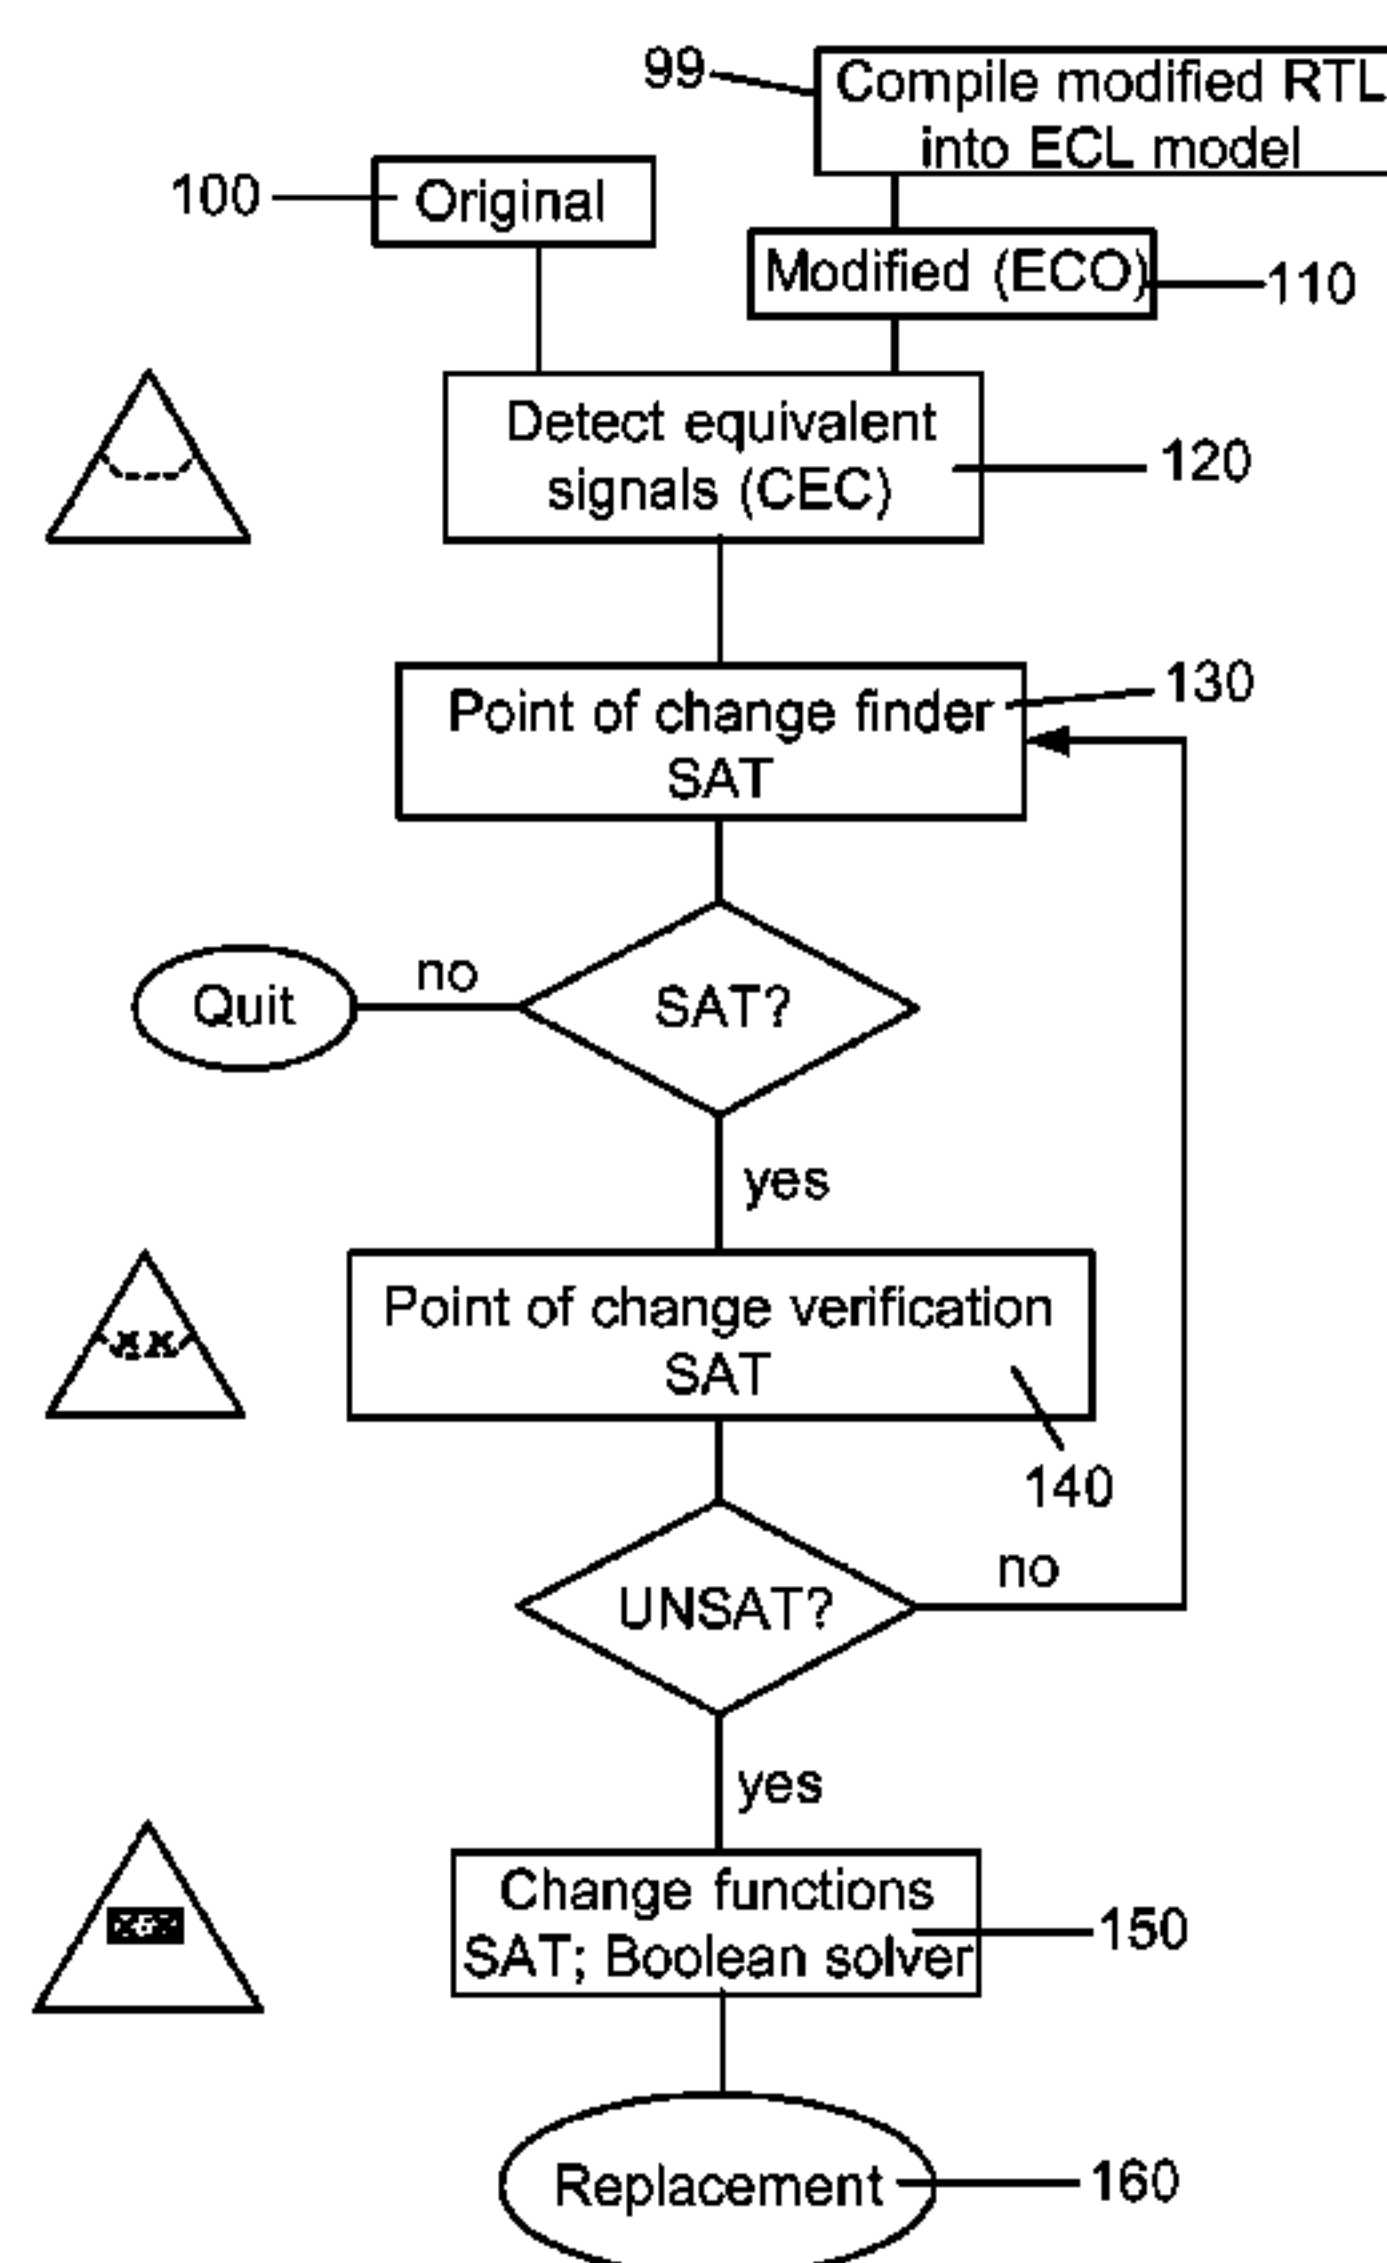 99
Compile modified RTL
into ECL model
100
Original
Modified (ECO)
110
Detect equivalent
signals (CEC)
120
Point of change finder
SAT
130
Quit
no
SAT?
yes
Point of change verification
SAT
140
UNSAT?
no
yes
Change functions
SAT; Boolean solver
150
Replacement
160